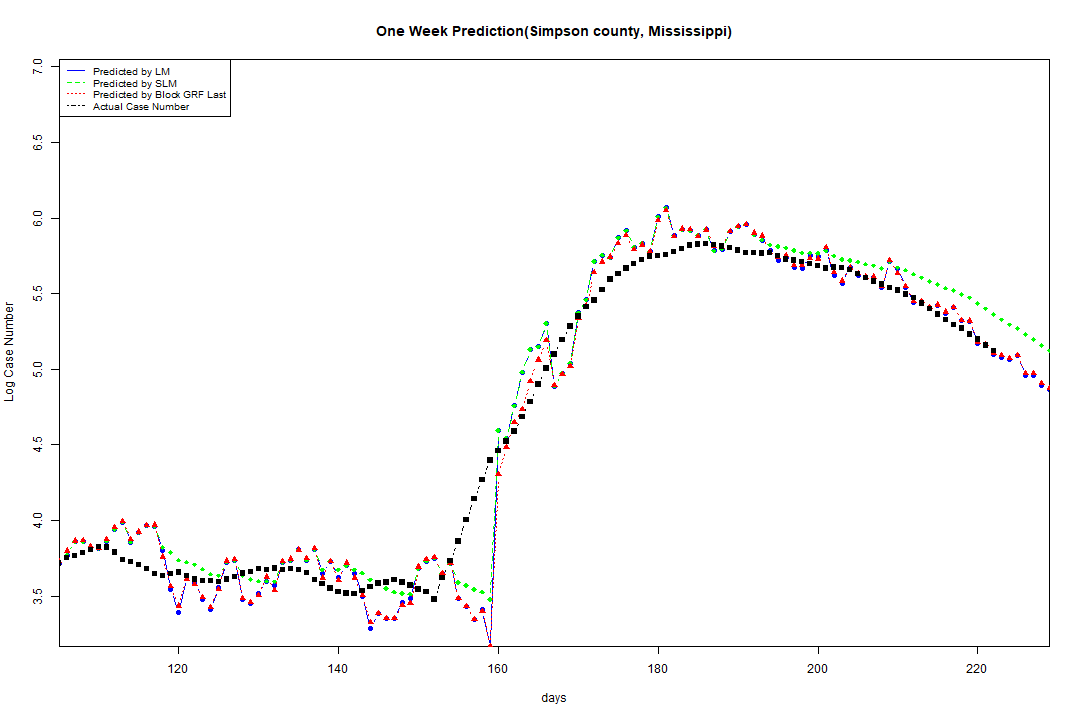 One Week Prediction(Simpson county, Mississippi)
Predicted by LM
Predicted by SLM
Predicted by Block GRF Last
Actual Case Number
7.0
6.5
6.0
5.5
5.0
4.5
4.0
3.5
Log Case Number
120 140 160 180 200 220
days